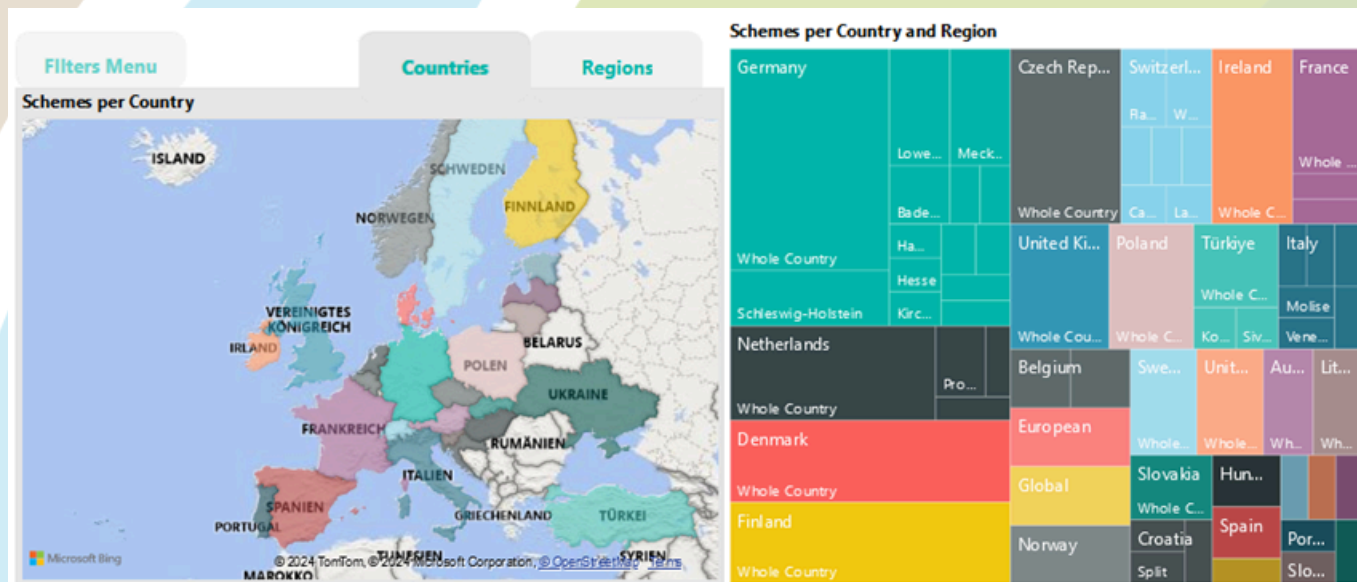 Filters Menu
Countries
Regions
Schemes per Country
ISLAND
SCHWEDEN
FINNLAND
NORWEGEN
VEREINIGTES
KÖNIGREICH
IRLAND
BELARUS
POLEN
UKRAINE
FRANKREICH
RUMÄNIEN
ITALIEN
SPANIEN
PORTUGAL
GRIECHENLAND
TÜRKEI
TUNESIEN
SYRIEN
MAROKKO
Microsoft Bing
© 2024 TomTom, © 2024 Microsoft Corporation, © OpenStreetMap Terms
Schemes per Country and Region
Germany
Lowe...
Meck...
Bade...
Whole Country
Ha...
Hesse
Schleswig-Holstein
Kirc...
Netherlands
Pro...
Whole Country
Denmark
Whole Country
Finland
Whole Country
Czech Rep...
Whole Country
Switzerl...
Fla...
W...
Ca...
La...
Ireland
Whole C...
France
Whole ...
United Ki...
Whole Cou...
Poland
Whole C...
Türkiye
Whole C...
Ko...
Siv...
Italy
Molise
Vene...
Belgium
European
Global
Norway
Swe...
Whole...
Unit...
Whole...
Au...
Wh...
Lit...
Wh...
Slovakia
Whole C...
Hun...
Croatia
Split
Spain
Por...
Slo...